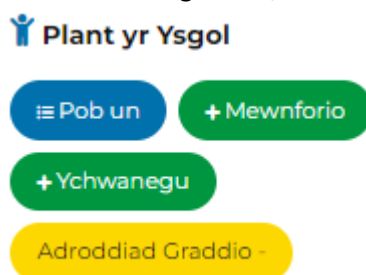 Plant yr Ysgol
Pob un
+ Mewnforio
+ Ychwanegu
Adroddiad Graddio -